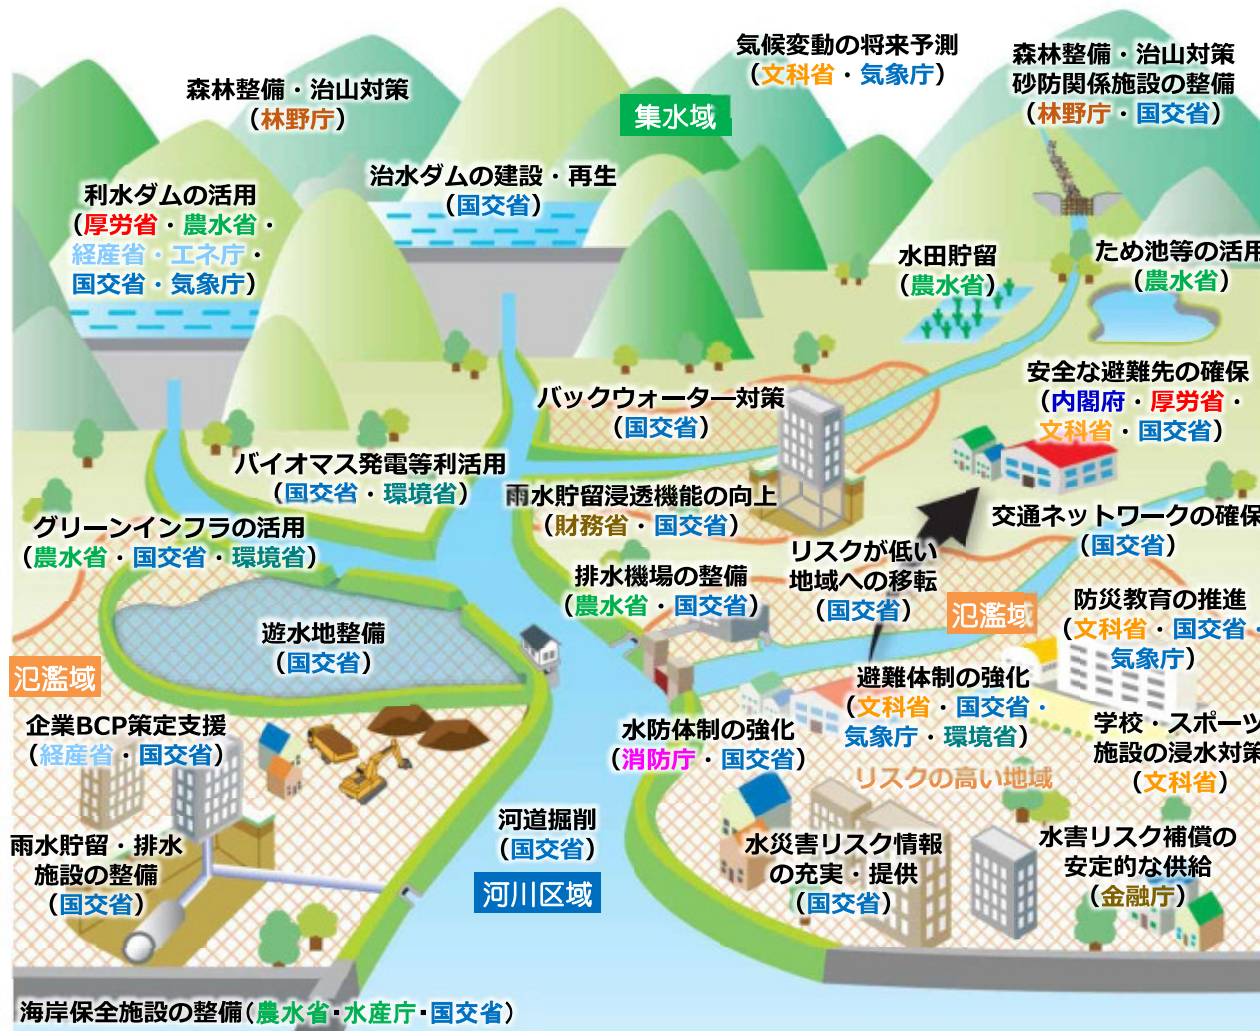 気候変動の将来予測
（文科省・気象庁）
森林整備・治山対策
砂防関係施設の整備
（林野庁・国交省）
森林整備・治山対策
（林野庁）
集水域
治水ダムの建設・再生
（国交省）
利水ダムの活用
（厚労省・農水省・
経産省・エネ庁・
国交省・気象庁）
水田貯留
（農水省）
ため池等の活用
（農水省）
安全な避難先の確保
（内閣府・厚労省・
文科省・国交省）
バックウォーター対策
（国交省）
バイオマス発電等利活用
（国交省・環境省）
雨水貯留浸透機能の向上
（財務省・国交省）
交通ネットワークの確保
（国交省）
グリーンインフラの活用
（農水省・国交省・環境省）
リスクが低い
地域への移転
（国交省）
排水機場の整備
（農水省・国交省）
氾濫域
防災教育の推進
（文科省・国交省・
気象庁）
遊水地整備
（国交省）
氾濫域
避難体制の強化
（文科省・国交省・
気象庁・環境省）
企業BCP策定支援
（経産省・国交省）
水防体制の強化
（消防庁・国交省）
学校・スポーツ
施設の浸水対策
（文科省）
リスクの高い地域
河道掘削
（国交省）
河川区域
雨水貯留・排水
施設の整備
（国交省）
水災害リスク情報
の充実・提供
（国交省）
水害リスク補償の
安定的な供給
（金融庁）
海岸保全施設の整備（農水省・水産庁・国交省）